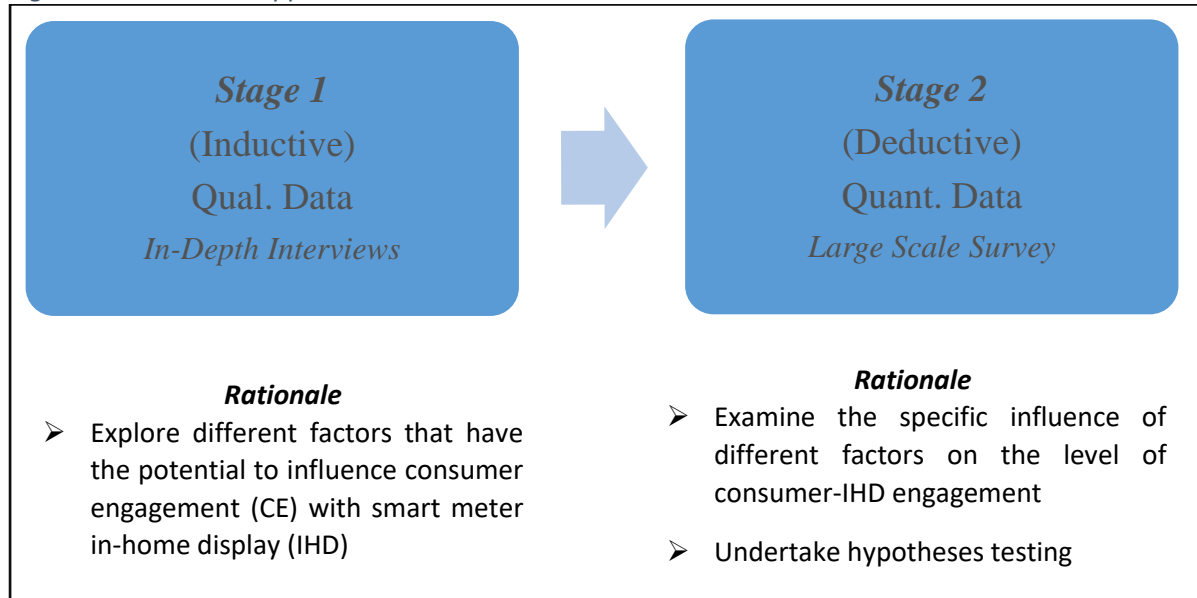 Stage 1
(Inductive)
Qual. Data
In-Depth Interviews
Stage 2
(Deductive)
Quant. Data
Large Scale Survey
Rationale
➢ Explore different factors that have
the potential to influence consumer
engagement (CE) with smart meter
in-home display (IHD)
Rationale
➢ Examine the specific influence of
different factors on the level of
consumer-IHD engagement
➢ Undertake hypotheses testing